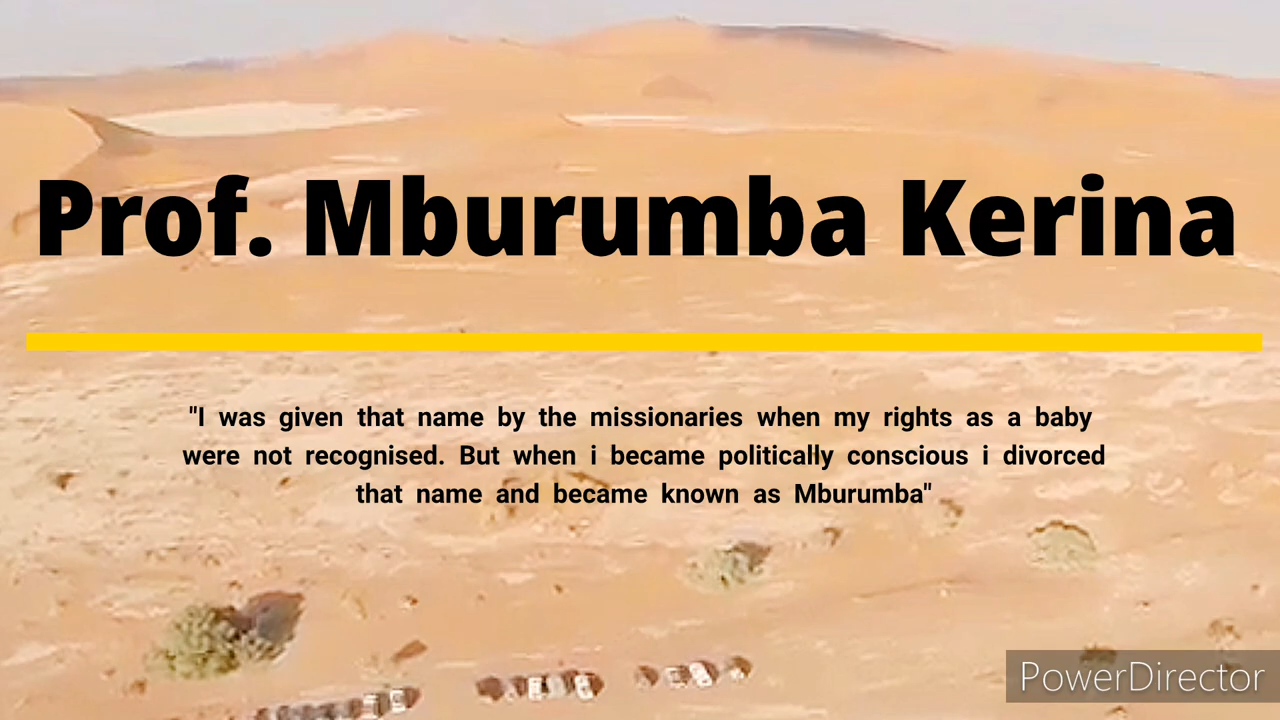 Prof. Mburumba Kerina
"I was given that name by the missionaries when my rights as a baby
were not recognised. But when i became politically conscious i divorced
that name and became known as Mburumba"
PowerDirector